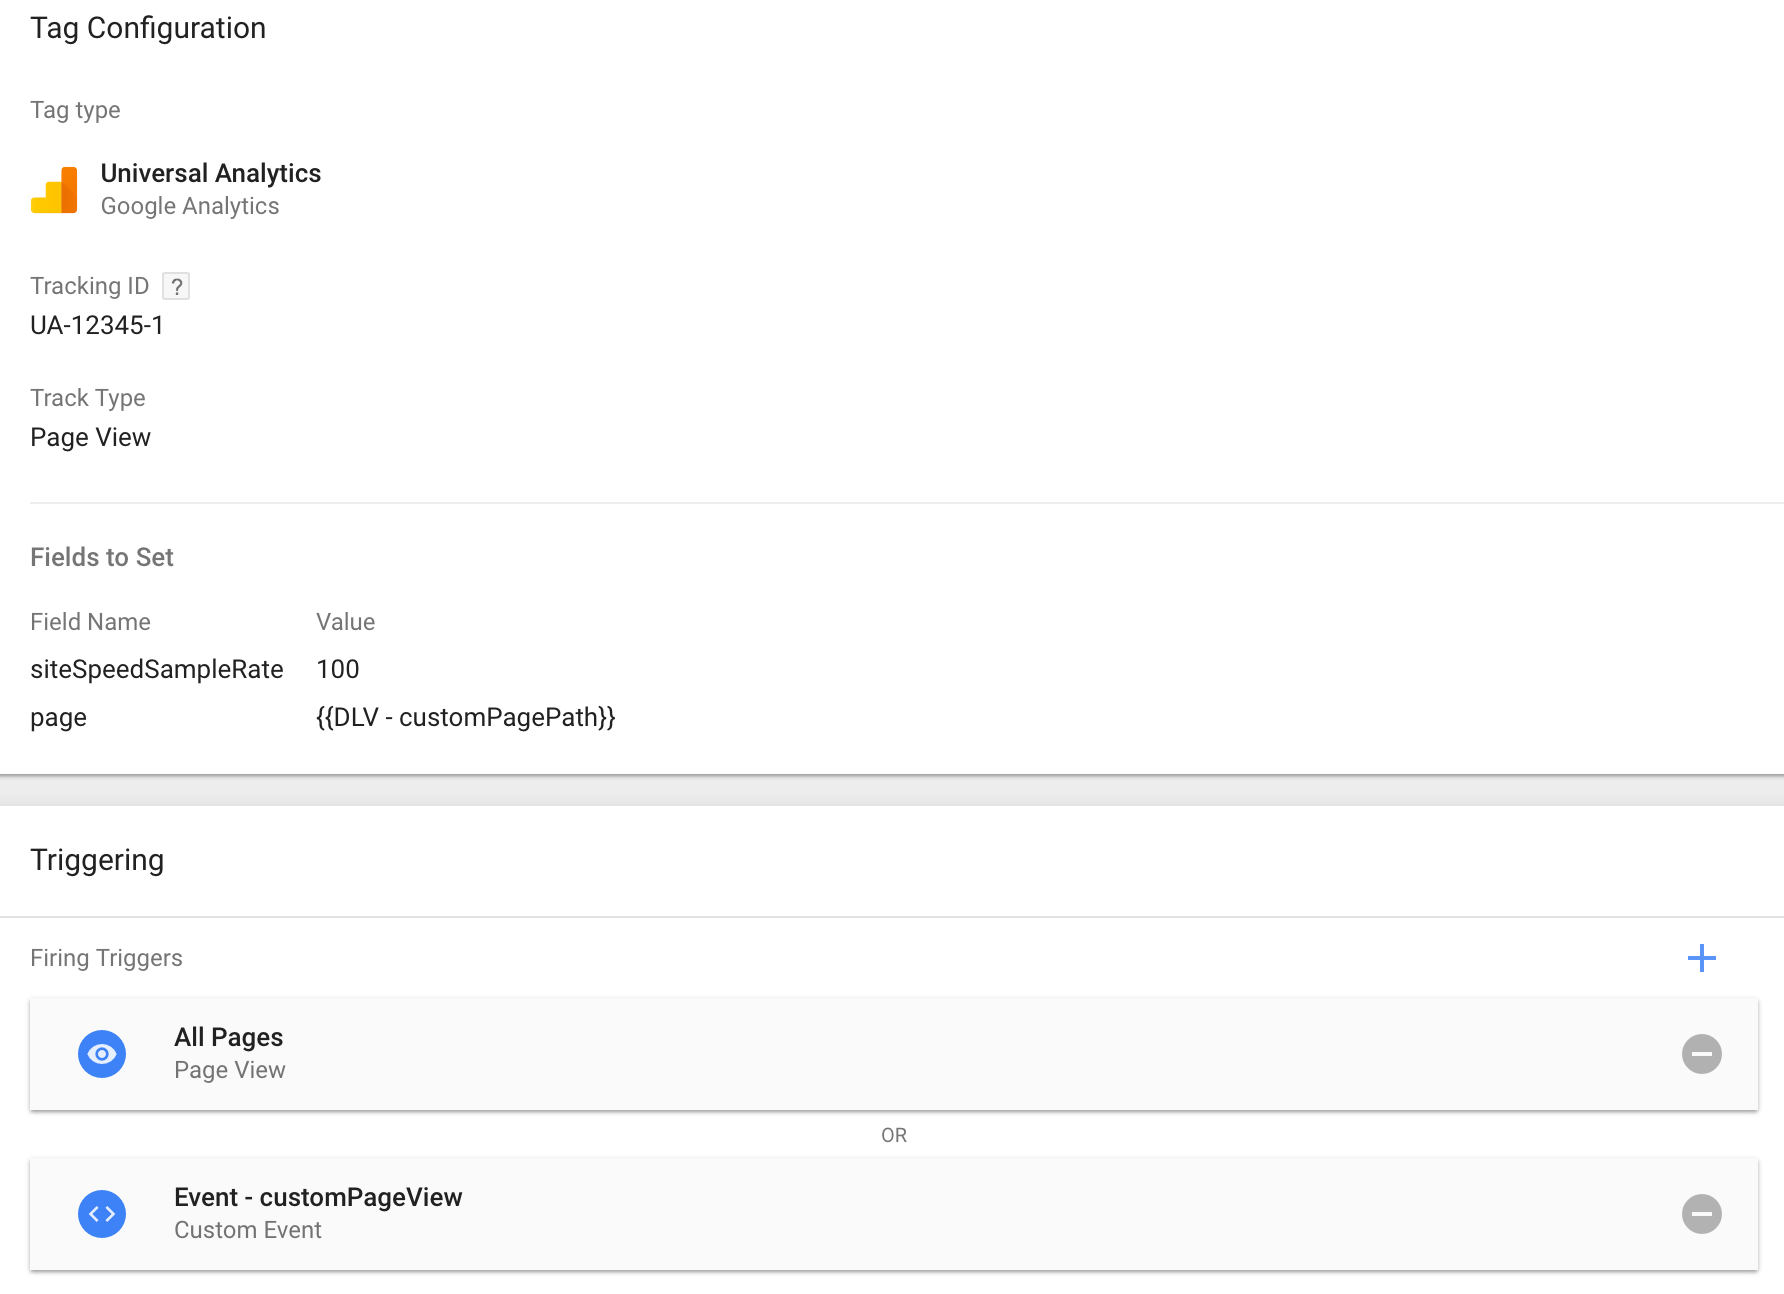 Tag Configuration
Tag type
Universal Analytics
Google Analytics
Tracking ID ?
UA-12345-1
Track Type
Page View
Fields to Set
Field Name Value
siteSpeedSampleRate 100
page {{DLV - customPagePath}}
Triggering
Firing Triggers
All Pages
Page View
OR
Event - customPageView
Custom Event